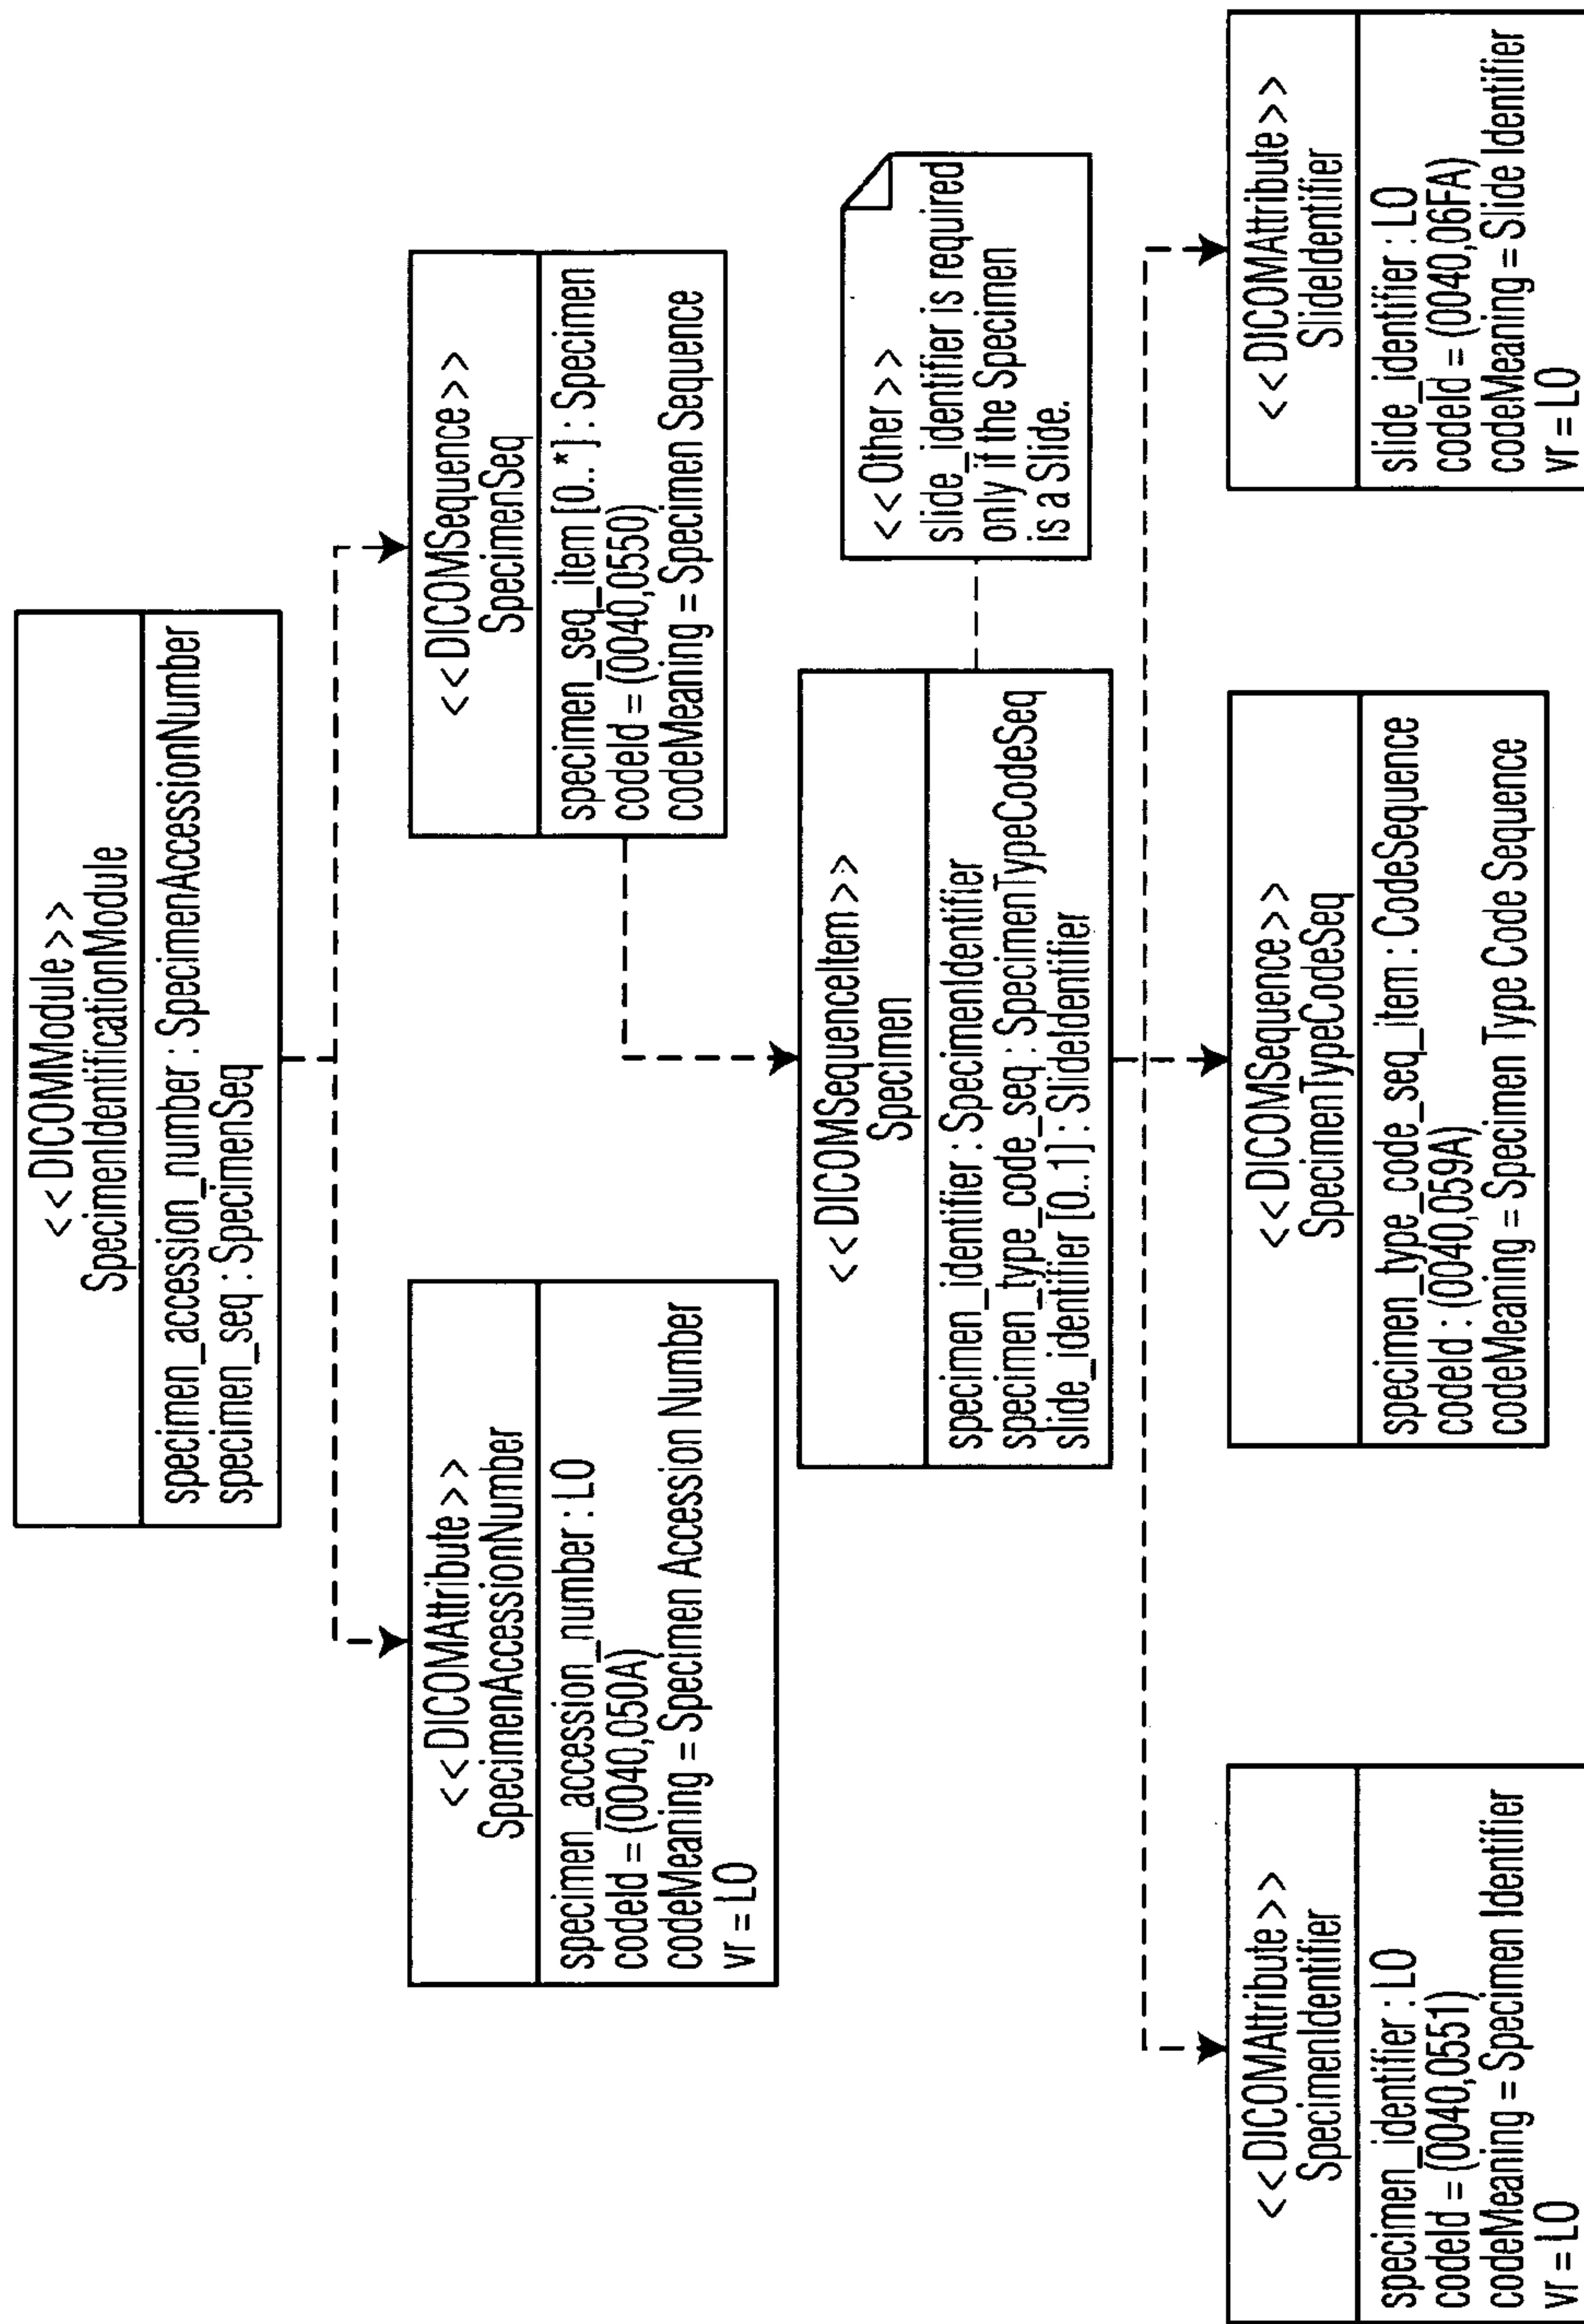 <<DICOMModule>>
SpecimenIdentificationModule
specimen_accession_number : SpecimenAccessionNumber
specimen_seq : SpecimenSeq
<<DICOMAttribute>>
SpecimenAccessionNumber
specimen_accession_number : LO
codeId = (0040,050A)
codeMeaning = Specimen Accession Number
vr = LO
<<DICOMSequence>>
SpecimenSeq
specimen_seq_item [0..*] : Specimen
codeId = (0040,0550)
codeMeaning = Specimen Sequence
<<DICOMSequenceItem>>
Specimen
specimen_identifier : SpecimenIdentifier
specimen_type_code_seq : SpecimenTypeCodeSeq
slide_identifier [0..1] : SlideIdentifier
<<Other>>
slide_identifier is required
only if the Specimen
is a Slide.
<<DICOMAttribute>>
SpecimenIdentifier
specimen_identifier : LO
codeId = (0040,0551)
codeMeaning = Specimen Identifier
vr = LO
<<DICOMSequence>>
SpecimenTypeCodeSeq
specimen_type_code_seq_item : CodeSequence
codeId : (0040,059A)
codeMeaning = Specimen Type Code Sequence
<<DICOMAttribute>>
SlideIdentifier
slide_identifier : LO
codeId = (0040,06FA)
codeMeaning = Slide Identifier
vr = LO